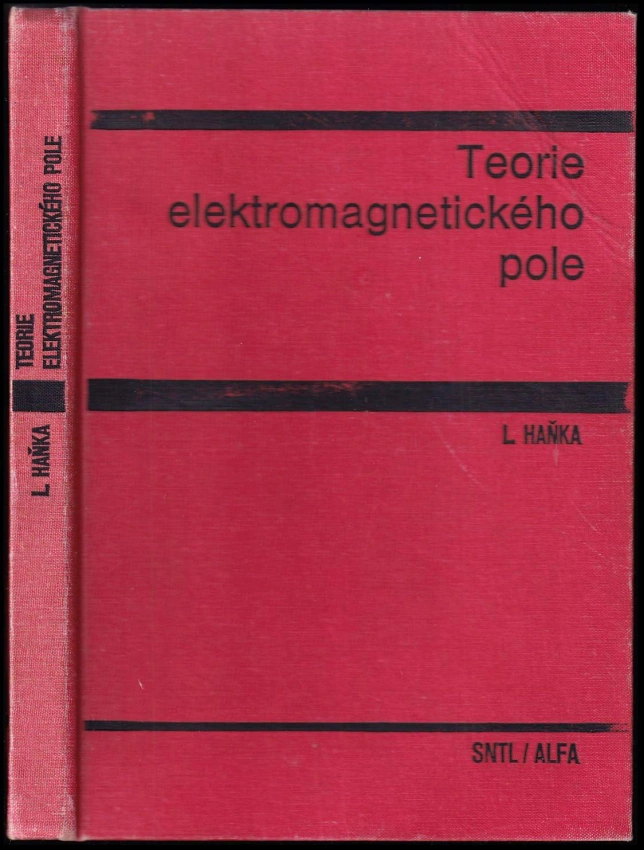 TEORIE
ELEKTROMAGNETICKÉHO POLE
L. HAŇKA
Teorie
elektromagnetického
pole
L. HAŇKA
SNTL/ALFA